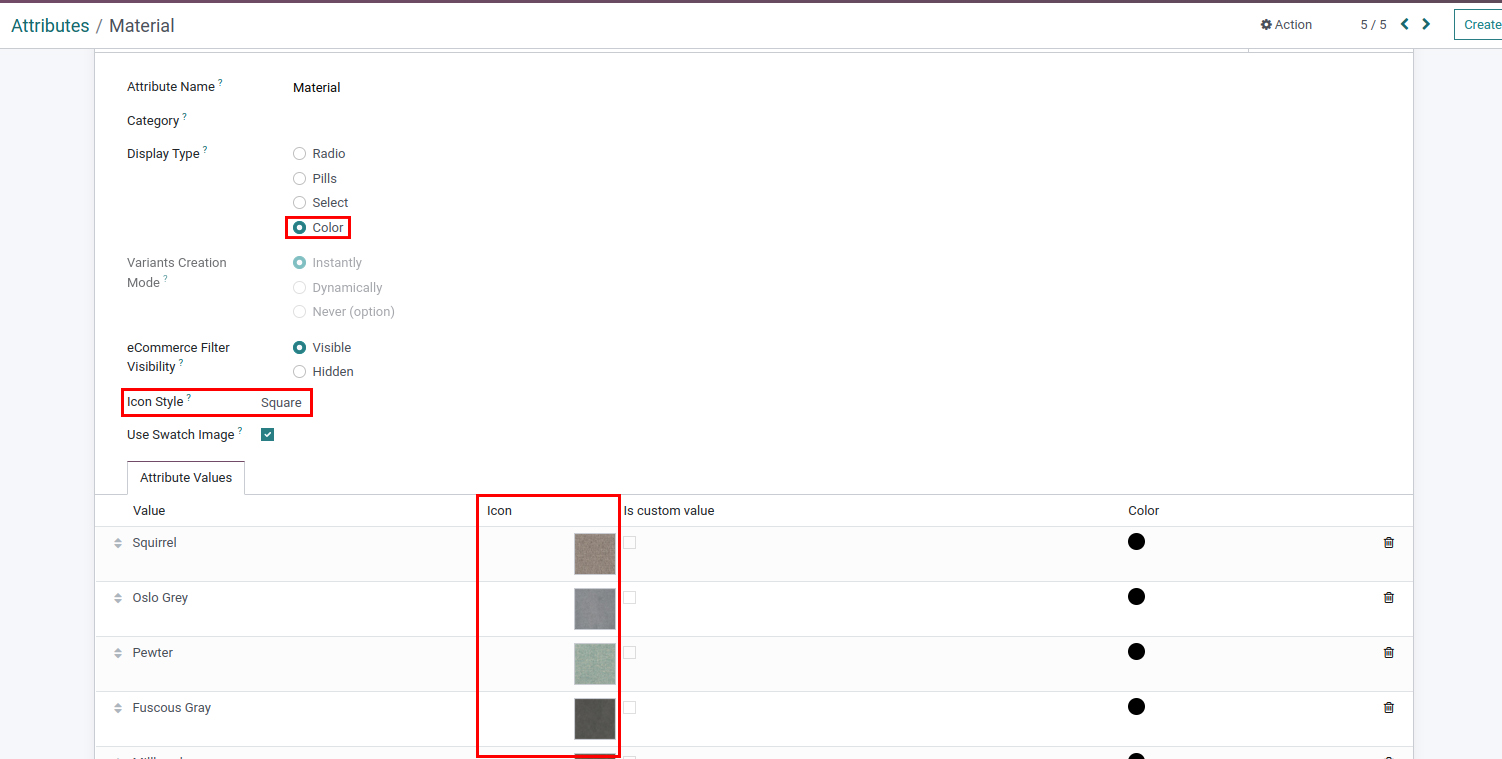 Attributes / Material
Action
5 / 5
Create
Attribute Name ?
Material
Category ?
Display Type ?
Radio
Pills
Select
Color
Variants Creation
Mode ?
Instantly
Dynamically
Never (option)
eCommerce Filter
Visibility ?
Visible
Hidden
Icon Style ?
Square
Use Swatch Image ?
Attribute Values
Value
Icon
Is custom value
Color
Squirrel
Oslo Grey
Pewter
Fuscous Gray